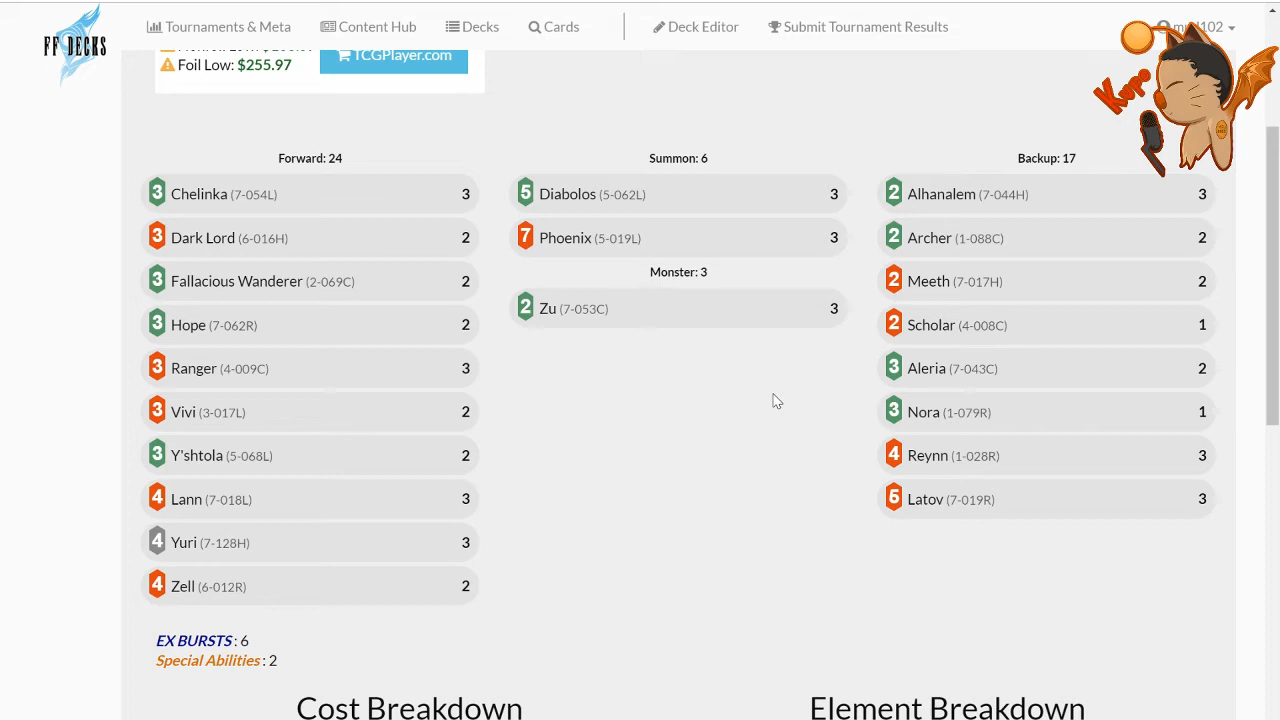 FF DECKS
Tournaments & Meta
Content Hub
Decks
Cards
Deck Editor
Submit Tournament Results
Foil Low: $255.97
TCGPlayer.com
Kupo
Forward: 24
3 Chelinka (7-054L) 3
3 Dark Lord (6-016H) 2
3 Fallacious Wanderer (2-069C) 2
3 Hope (7-062R) 2
3 Ranger (4-009C) 3
3 Vivi (3-017L) 2
3 Y'shtola (5-068L) 2
4 Lann (7-018L) 3
4 Yuri (7-128H) 3
4 Zell (6-012R) 2
Summon: 6
5 Diabolos (5-062L) 3
7 Phoenix (5-019L) 3
Monster: 3
2 Zu (7-053C) 3
Backup: 17
2 Alhanalem (7-044H) 3
2 Archer (1-088C) 2
2 Meeth (7-017H) 2
2 Scholar (4-008C) 1
3 Aleria (7-043C) 2
3 Nora (1-079R) 1
4 Reynn (1-028R) 3
6 Latov (7-019R) 3
EX BURSTS : 6
Special Abilities : 2
Cost Breakdown
Element Breakdown